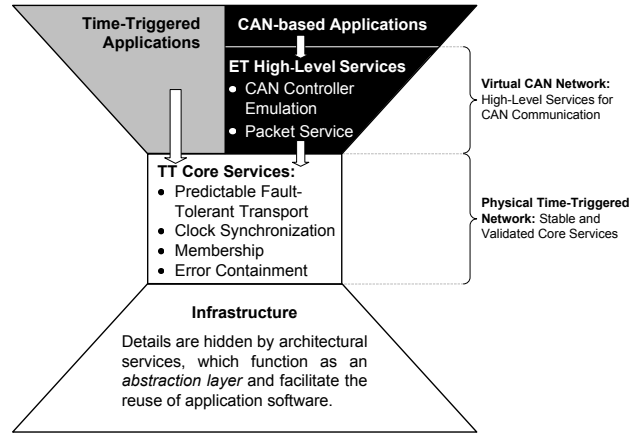 Time-Triggered
Applications
CAN-based Applications
ET High-Level Services
• CAN Controller
Emulation
• Packet Service
Virtual CAN Network:
High-Level Services for
CAN Communication
TT Core Services:
• Predictable Fault-
Tolerant Transport
• Clock Synchronization
• Membership
• Error Containment
Physical Time-Triggered
Network: Stable and
Validated Core Services
Infrastructure
Details are hidden by architectural
services, which function as an
abstraction layer and facilitate the
reuse of application software.